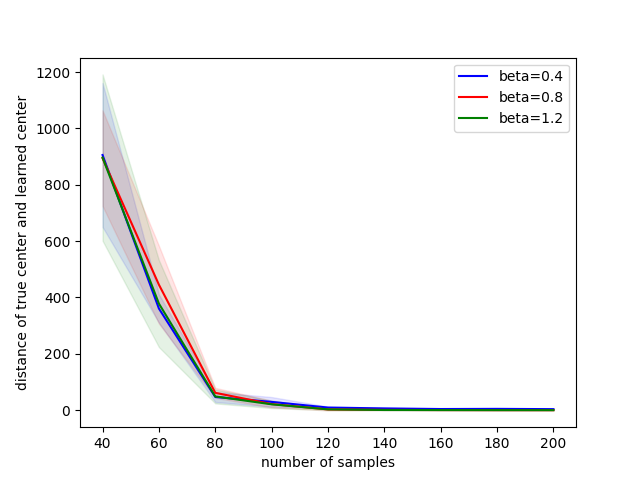 beta=0.4
beta=0.8
beta=1.2
1200
1000
800
600
400
200
0
distance of true center and learned center
40 60 80 100 120 140 160 180 200
number of samples